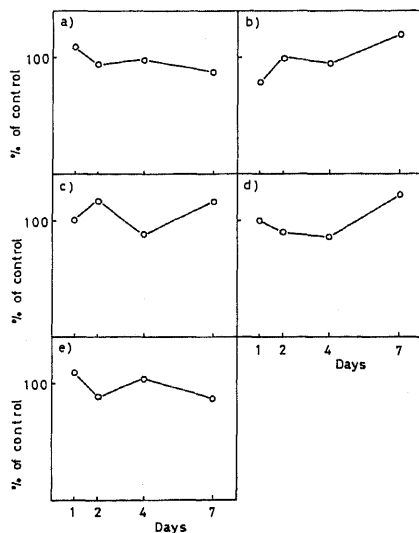 a)
b)
100
% of control
c)
d)
100
% of control
e)
1 2 4 7
Days
100
% of control
1 2 4 7
Days